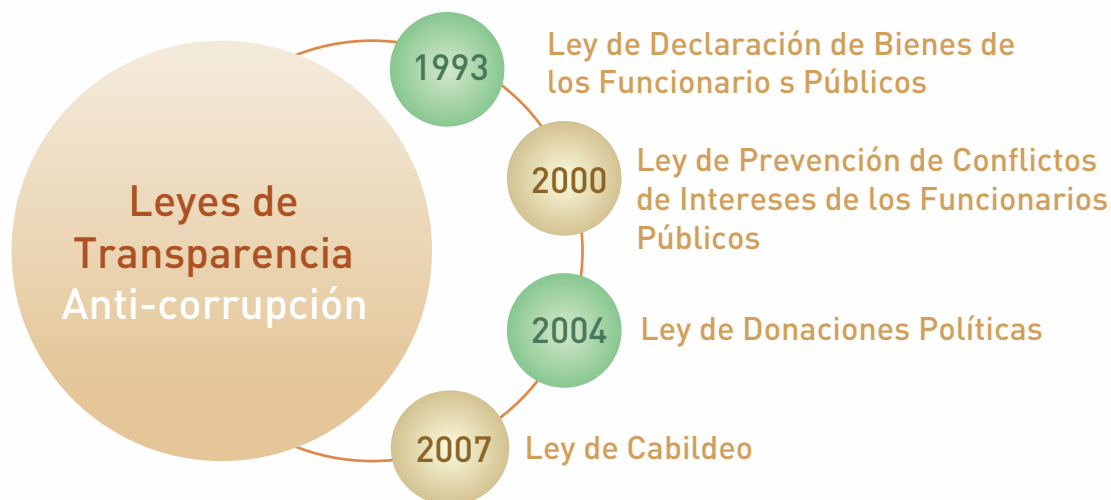 Leyes de
Transparencia
Anti-corrupción
1993
Ley de Declaración de Bienes de
los Funcionario s Públicos
2000
Ley de Prevención de Conflictos
de Intereses de los Funcionarios
Públicos
2004
Ley de Donaciones Políticas
2007
Ley de Cabildeo